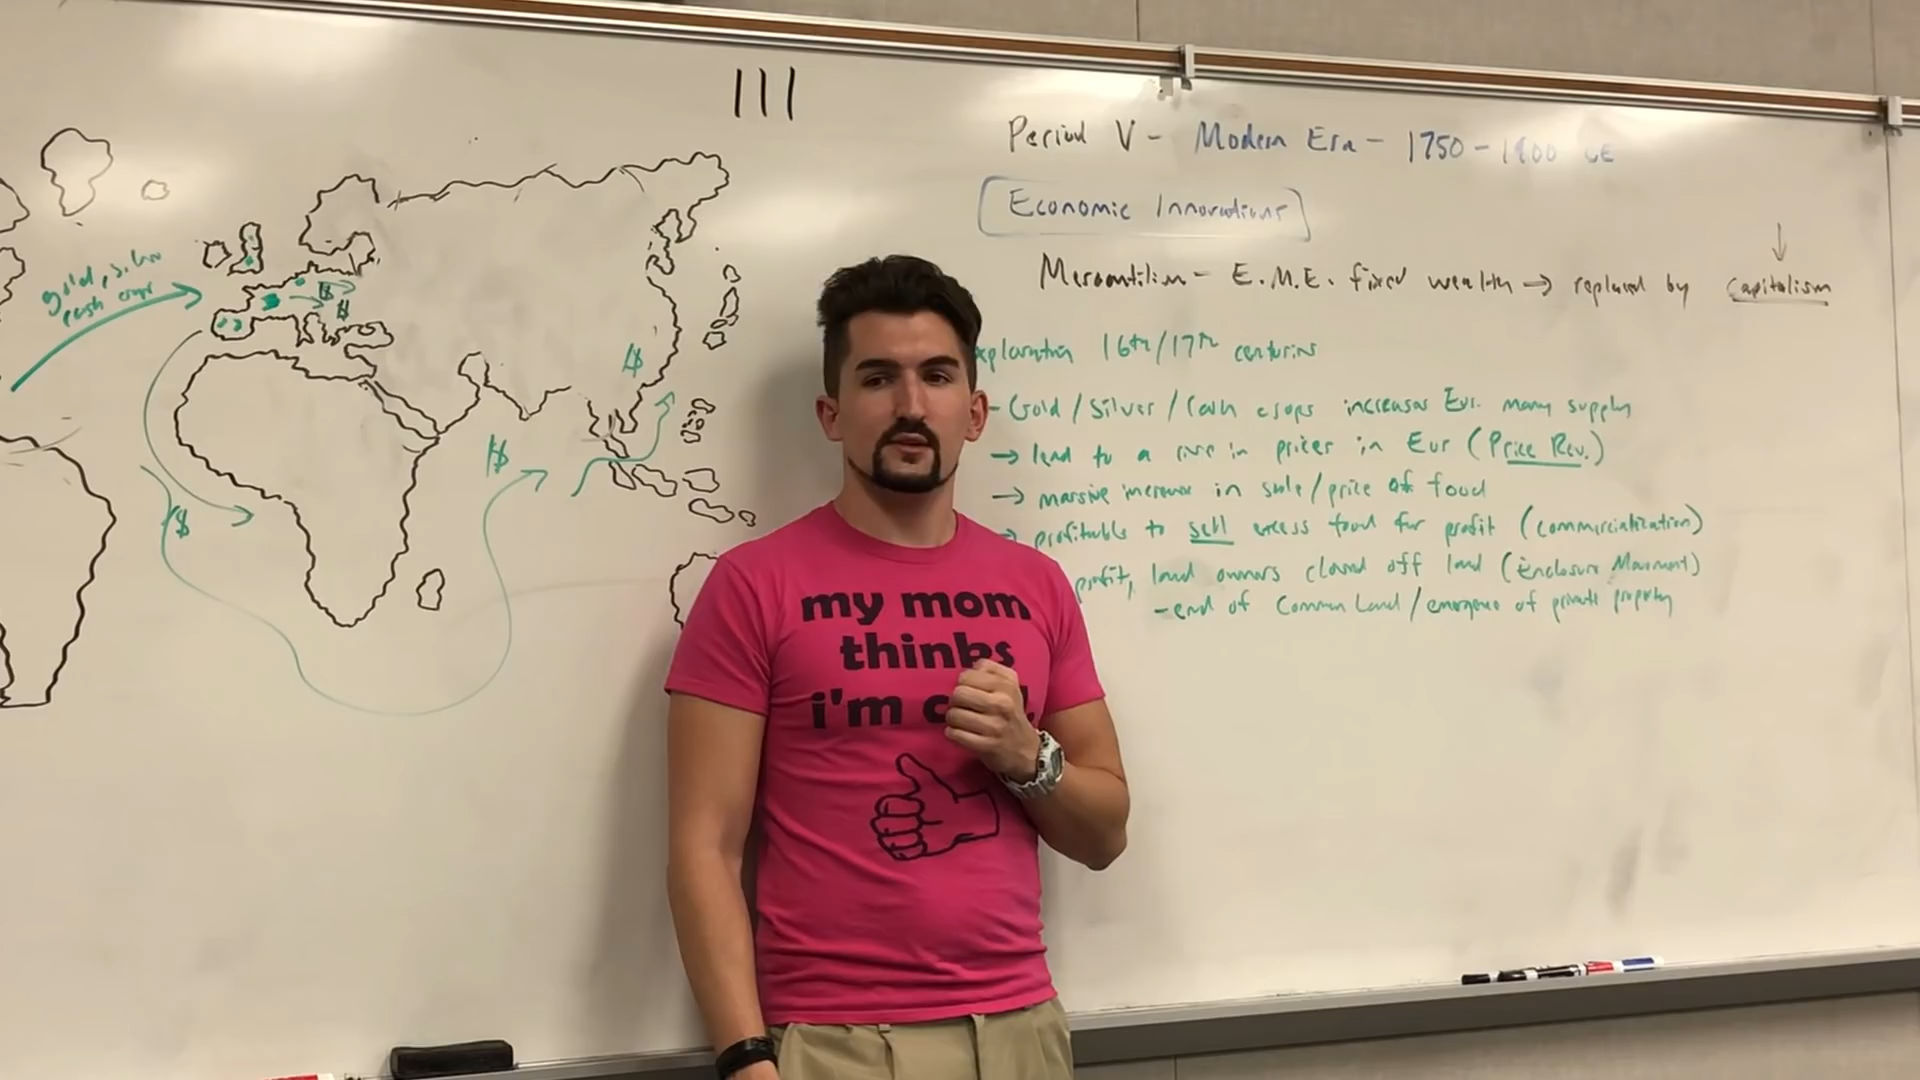 III
Period V - Modern Era - 1750 - 1900 CE
Economic Innovations
Mercantilism - E.M.E. fixed wealth → replaced by capitalism
gold, silver
cash crops
$
$
$
$
$
xploration 16th/17th centuries
- Gold/Silver/Cash crops increases Eur. money supply
→ lead to a rise in prices in Eur (Price Rev.)
→ massive increase in sale/price of food
→ profitable to sell excess food for profit (commercialization)
profit, land owners closed off land (Enclosure Movement)
- end of Common Land/emergence of private property
my mom
thinks
i'm